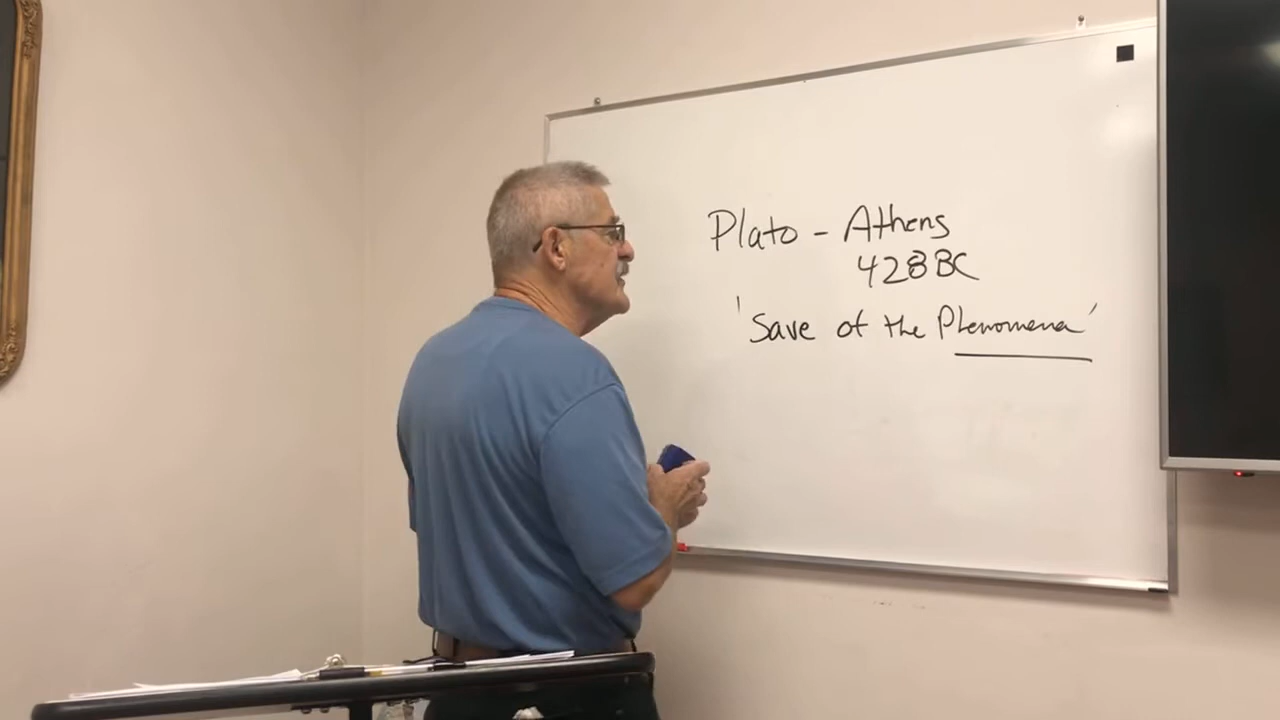 Plato - Athens
428 BC
'Save of the Phenomena'